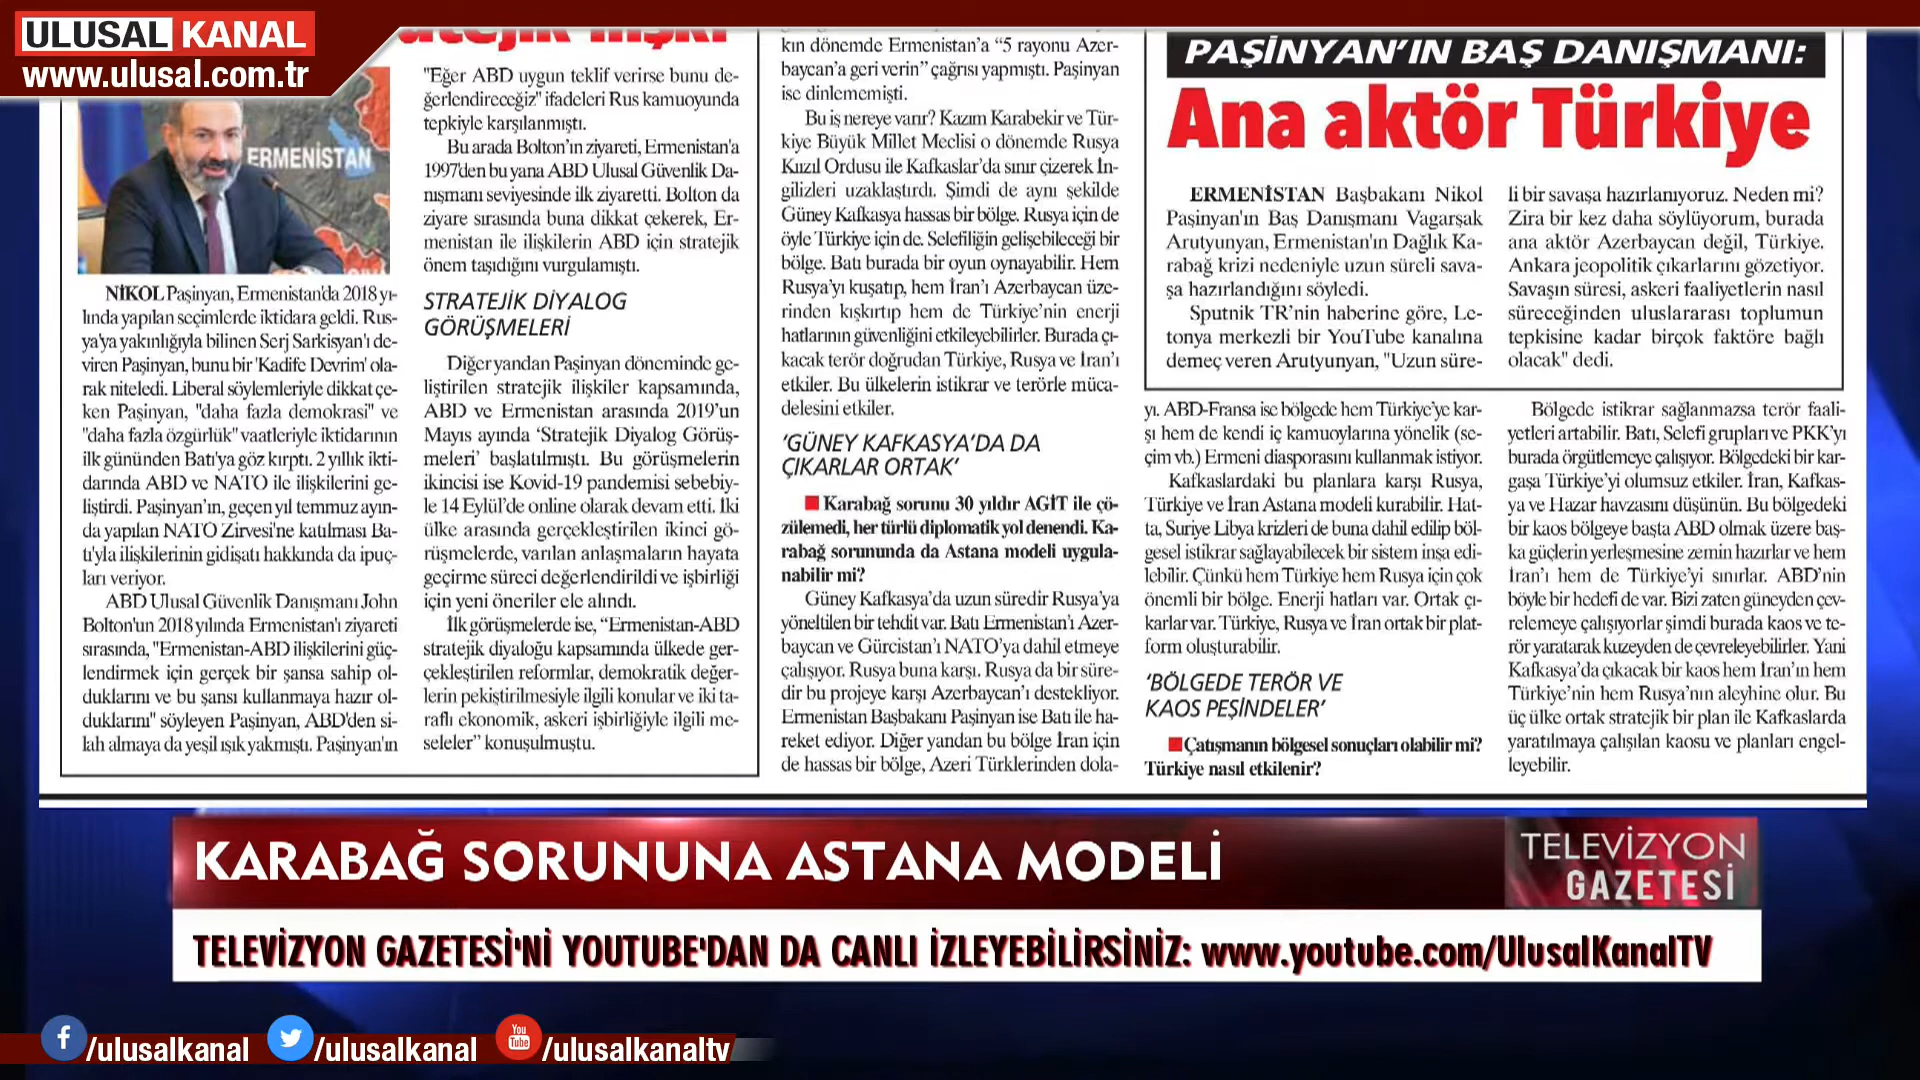 ULUSAL KANAL
www.ulusal.com.tr
ERMENİSTAN
NİKOL Paşinyan, Ermenistan'da 2018 yı-
lında yapılan seçimlerde iktidara geldi. Rus-
ya'ya yakınlığıyla bilinen Serj Sarkisyan'ı de-
viren Paşinyan, bunu bir 'Kadife Devrim' ola-
rak niteledi. Liberal söylemleriyle dikkat çe-
ken Paşinyan, "daha fazla demokrasi" ve
"daha fazla özgürlük" vaatleriyle iktidarının
ilk gününden Batı'ya göz kırptı. 2 yıllık ikti-
darında ABD ve NATO ile ilişkilerini ge-
liştirdi. Paşinyan'ın, geçen yıl temmuz ayın-
da yapılan NATO Zirvesi'ne katılması Ba-
tı'yla ilişkilerinin gidişatı hakkında da ipuç-
ları veriyor.
ABD Ulusal Güvenlik Danışmanı John
Bolton'un 2018 yılında Ermenistan'ı ziyareti
sırasında, "Ermenistan-ABD ilişkilerini güç-
lendirmek için gerçek bir şansa sahip ol-
duklarını ve bu şansı kullanmaya hazır ol-
duklarını" söyleyen Paşinyan, ABD'den si-
lah almaya da yeşil ışık yakmıştı. Paşinyan'ın
"Eğer ABD uygun teklif verirse bunu de-
ğerlendireceğiz" ifadeleri Rus kamuoyunda
tepkiyle karşılanmıştı.
Bu arada Bolton'ın ziyareti, Ermenistan'a
1997'den bu yana ABD Ulusal Güvenlik Da-
nışmanı seviyesinde ilk ziyaretti. Bolton da
ziyare sırasında buna dikkat çekerek, Er-
menistan ile ilişkilerin ABD için stratejik
önem taşıdığını vurgulamıştı.
STRATEJİK DİYALOG
GÖRÜŞMELERİ
Diğer yandan Paşinyan döneminde ge-
liştirilen stratejik ilişkiler kapsamında,
ABD ve Ermenistan arasında 2019'un
Mayıs ayında ‘Stratejik Diyalog Görüş-
meleri’ başlatılmıştı. Bu görüşmelerin
ikincisi ise Kovid-19 pandemisi sebebiy-
le 14 Eylül'de online olarak devam etti. İki
ülke arasında gerçekleştirilen ikinci gö-
rüşmelerde, varılan anlaşmaların hayata
geçirme süreci değerlendirildi ve işbirliği
için yeni öneriler ele alındı.
İlk görüşmelerde ise, “Ermenistan-ABD
stratejik diyaloğu kapsamında ülkede ger-
çekleştirilen reformlar, demokratik değer-
lerin pekiştirilmesiyle ilgili konular ve iki ta-
raflı ekonomik, askeri işbirliğiyle ilgili me-
seleler” konuşulmuştu.
kın dönemde Ermenistan’a “5 rayonu Azer-
baycan’a geri verin” çağrısı yapmıştı. Paşinyan
ise dinlememişti.
Bu iş nereye varır? Kazım Karabekir ve Tür-
kiye Büyük Millet Meclisi o dönemde Rusya
Kızıl Ordusu ile Kafkaslar’da sınır çizerek İn-
gilizleri uzaklaştırdı. Şimdi de aynı şekilde
Güney Kafkasya hassas bir bölge. Rusya için de
öyle Türkiye için de. Selefiliğin gelişebileceği bir
bölge. Batı burada bir oyun oynayabilir. Hem
Rusya’yı kuşatıp, hem İran’ı Azerbaycan üze-
rinden kışkırtıp hem de Türkiye’nin enerji
hatlarının güvenliğini etkileyebilirler. Burada çı-
kacak terör doğrudan Türkiye, Rusya ve İran’ı
etkiler. Bu ülkelerin istikrar ve terörle müca-
delesini etkiler.
‘GÜNEY KAFKASYA’DA DA
ÇIKARLAR ORTAK’
Karabağ sorunu 30 yıldır AGİT ile çö-
zülemedi, her türlü diplomatik yol denendi. Ka-
rabağ sorununda da Astana modeli uygula-
nabilir mi?
Güney Kafkasya’da uzun süredir Rusya’ya
yöneltilen bir tehdit var. Batı Ermenistan’ı Azer-
baycan ve Gürcistan’ı NATO’ya dahil etmeye
çalışıyor. Rusya buna karşı. Rusya da bir süre-
dir bu projeye karşı Azerbaycan’ı destekliyor.
Ermenistan Başbakanı Paşinyan ise Batı ile ha-
reket ediyor. Diğer yandan bu bölge İran için
de hassas bir bölge, Azeri Türklerinden dola-
PAŞİNYAN’IN BAŞ DANIŞMANI:
Ana aktör Türkiye
ERMENİSTAN Başbakanı Nikol
Paşinyan'ın Baş Danışmanı Vagarşak
Arutyunyan, Ermenistan'ın Dağlık Ka-
rabağ krizi nedeniyle uzun süreli sava-
şa hazırlandığını söyledi.
Sputnik TR’nin haberine göre, Le-
tonya merkezli bir YouTube kanalına
demeç veren Arutyunyan, "Uzun süre-
li bir savaşa hazırlanıyoruz. Neden mi?
Zira bir kez daha söylüyorum, burada
ana aktör Azerbaycan değil, Türkiye.
Ankara jeopolitik çıkarlarını gözetiyor.
Savaşın süresi, askeri faaliyetlerin nasıl
süreceğinden uluslararası toplumun
tepkisine kadar birçok faktöre bağlı
olacak" dedi.
yı. ABD-Fransa ise bölgede hem Türkiye’ye kar-
şı hem de kendi iç kamuoylarına yönelik (se-
çim vb.) Ermeni diasporasını kullanmak istiyor.
Kafkaslardaki bu planlara karşı Rusya,
Türkiye ve İran Astana modeli kurabilir. Hat-
ta, Suriye Libya krizleri de buna dahil edilip böl-
gesel istikrar sağlayabilecek bir sistem inşa edi-
lebilir. Çünkü hem Türkiye hem Rusya için çok
önemli bir bölge. Enerji hatları var. Ortak çı-
karlar var. Türkiye, Rusya ve İran ortak bir plat-
form oluşturabilir.
‘BÖLGEDE TERÖR VE
KAOS PEŞİNDELER’
Çatışmanın bölgesel sonuçları olabilir mi?
Türkiye nasıl etkilenir?
Bölgede istikrar sağlanmazsa terör faali-
yetleri artabilir. Batı, Selefi grupları ve PKK’yı
burada örgütlemeye çalışıyor. Bölgedeki bir kar-
gaşa Türkiye’yi olumsuz etkiler. İran, Kafkas-
ya ve Hazar havzasını düşünün. Bu bölgedeki
bir kaos bölgeye başta ABD olmak üzere baş-
ka güçlerin yerleşmesine zemin hazırlar ve hem
İran’ı hem de Türkiye’yi sınırlar. ABD’nin
böyle bir hedefi de var. Bizi zaten güneyden çev-
relemeye çalışıyorlar şimdi burada kaos ve te-
rör yaratarak kuzeyden de çevreleyebilirler. Yani
Kafkasya’da çıkacak bir kaos hem İran’ın hem
Türkiye’nin hem Rusya’nın aleyhine olur. Bu
üç ülke ortak stratejik bir plan ile Kafkaslarda
yaratılmaya çalışılan kaosu ve planları engel-
leyebilir.
KARABAĞ SORUNUNA ASTANA MODELİ
TELEVİZYON
GAZETESİ
TELEVİZYON GAZETESİ'Nİ YOUTUBE'DAN DA CANLI İZLEYEBİLİRSİNİZ: www.youtube.com/UlusalKanalTV
/ulusalkanal
/ulusalkanal
You
Tube
/ulusalkanaltv